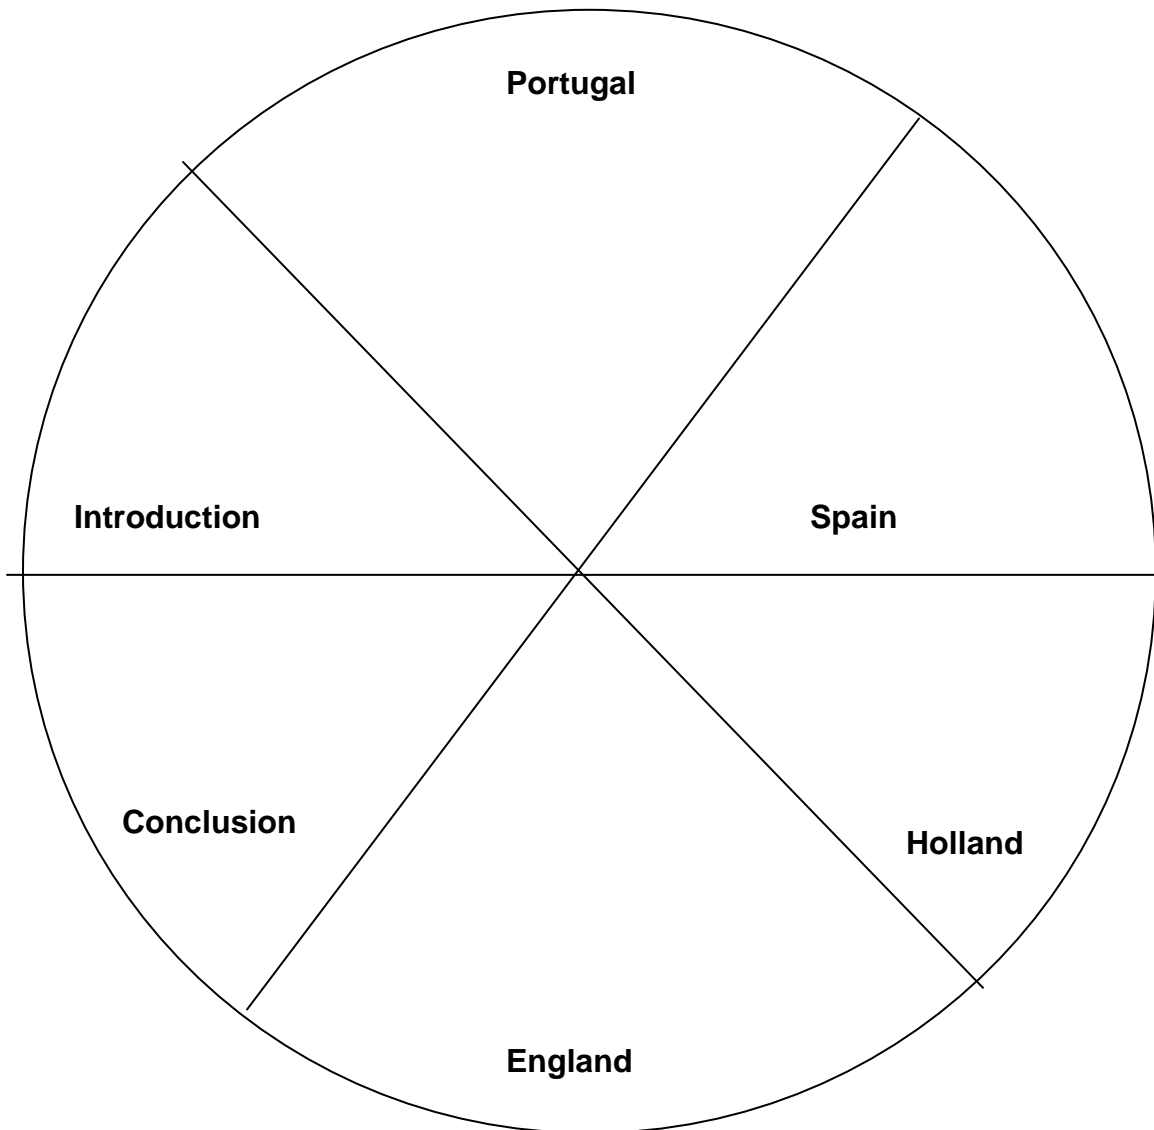 Portugal
Introduction
Spain
Conclusion
Holland
England